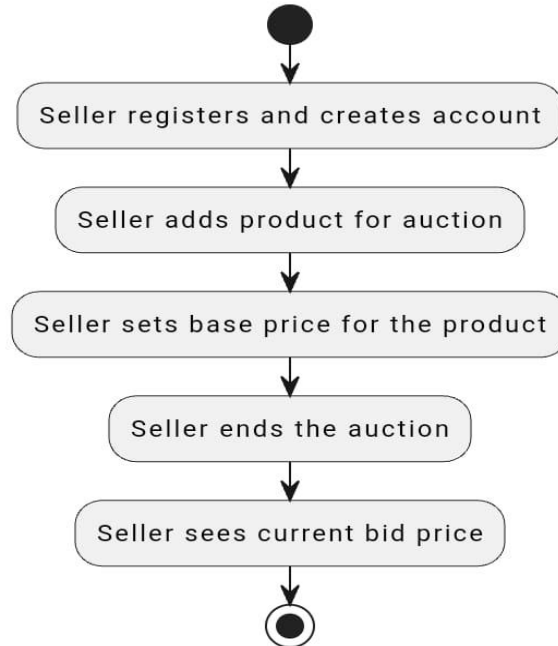 Seller registers and creates account
Seller adds product for auction
Seller sets base price for the product
Seller ends the auction
Seller sees current bid price